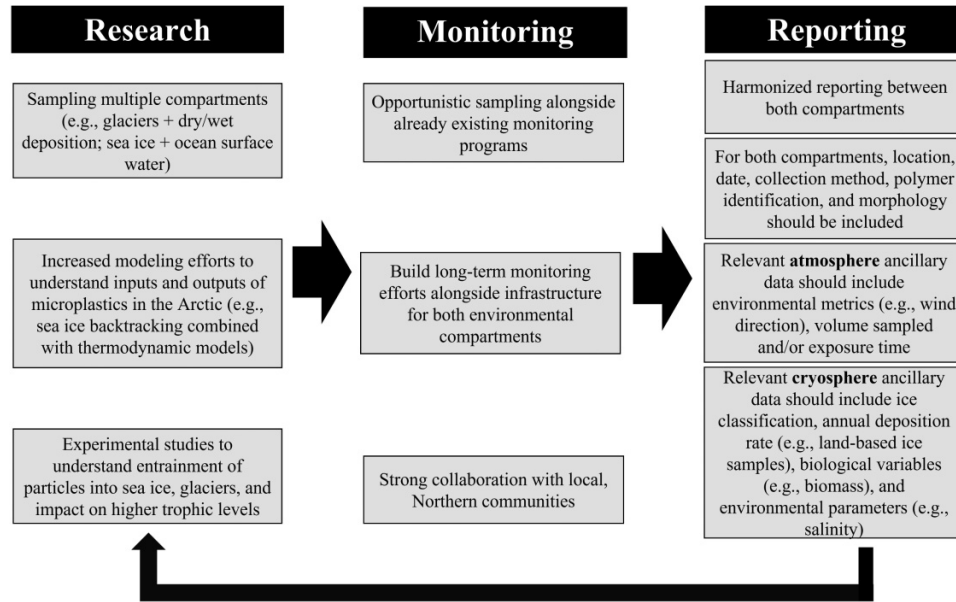 Research
Sampling multiple compartments
(e.g., glaciers + dry/wet
deposition; sea ice + ocean surface
water)
Increased modeling efforts to
understand inputs and outputs of
microplastics in the Arctic (e.g.,
sea ice backtracking combined
with thermodynamic models)
Experimental studies to
understand entrainment of
particles into sea ice, glaciers, and
impact on higher trophic levels
Monitoring
Opportunistic sampling alongside
already existing monitoring
programs
Build long-term monitoring
efforts alongside infrastructure
for both environmental
compartments
Strong collaboration with local,
Northern communities
Reporting
Harmonized reporting between
both compartments
For both compartments, location,
date, collection method, polymer
identification, and morphology
should be included
Relevant atmosphere ancillary
data should include
environmental metrics (e.g., wind
direction), volume sampled
and/or exposure time
Relevant cryosphere ancillary
data should include ice
classification, annual deposition
rate (e.g., land-based ice
samples), biological variables
(e.g., biomass), and
environmental parameters (e.g.,
salinity)